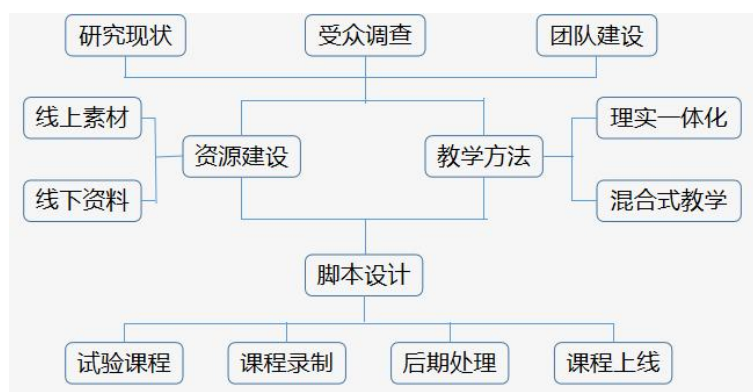 研究现状
受众调查
团队建设
线上素材
理实一体化
资源建设
教学方法
线下资料
混合式教学
脚本设计
试验课程
课程录制
后期处理
课程上线